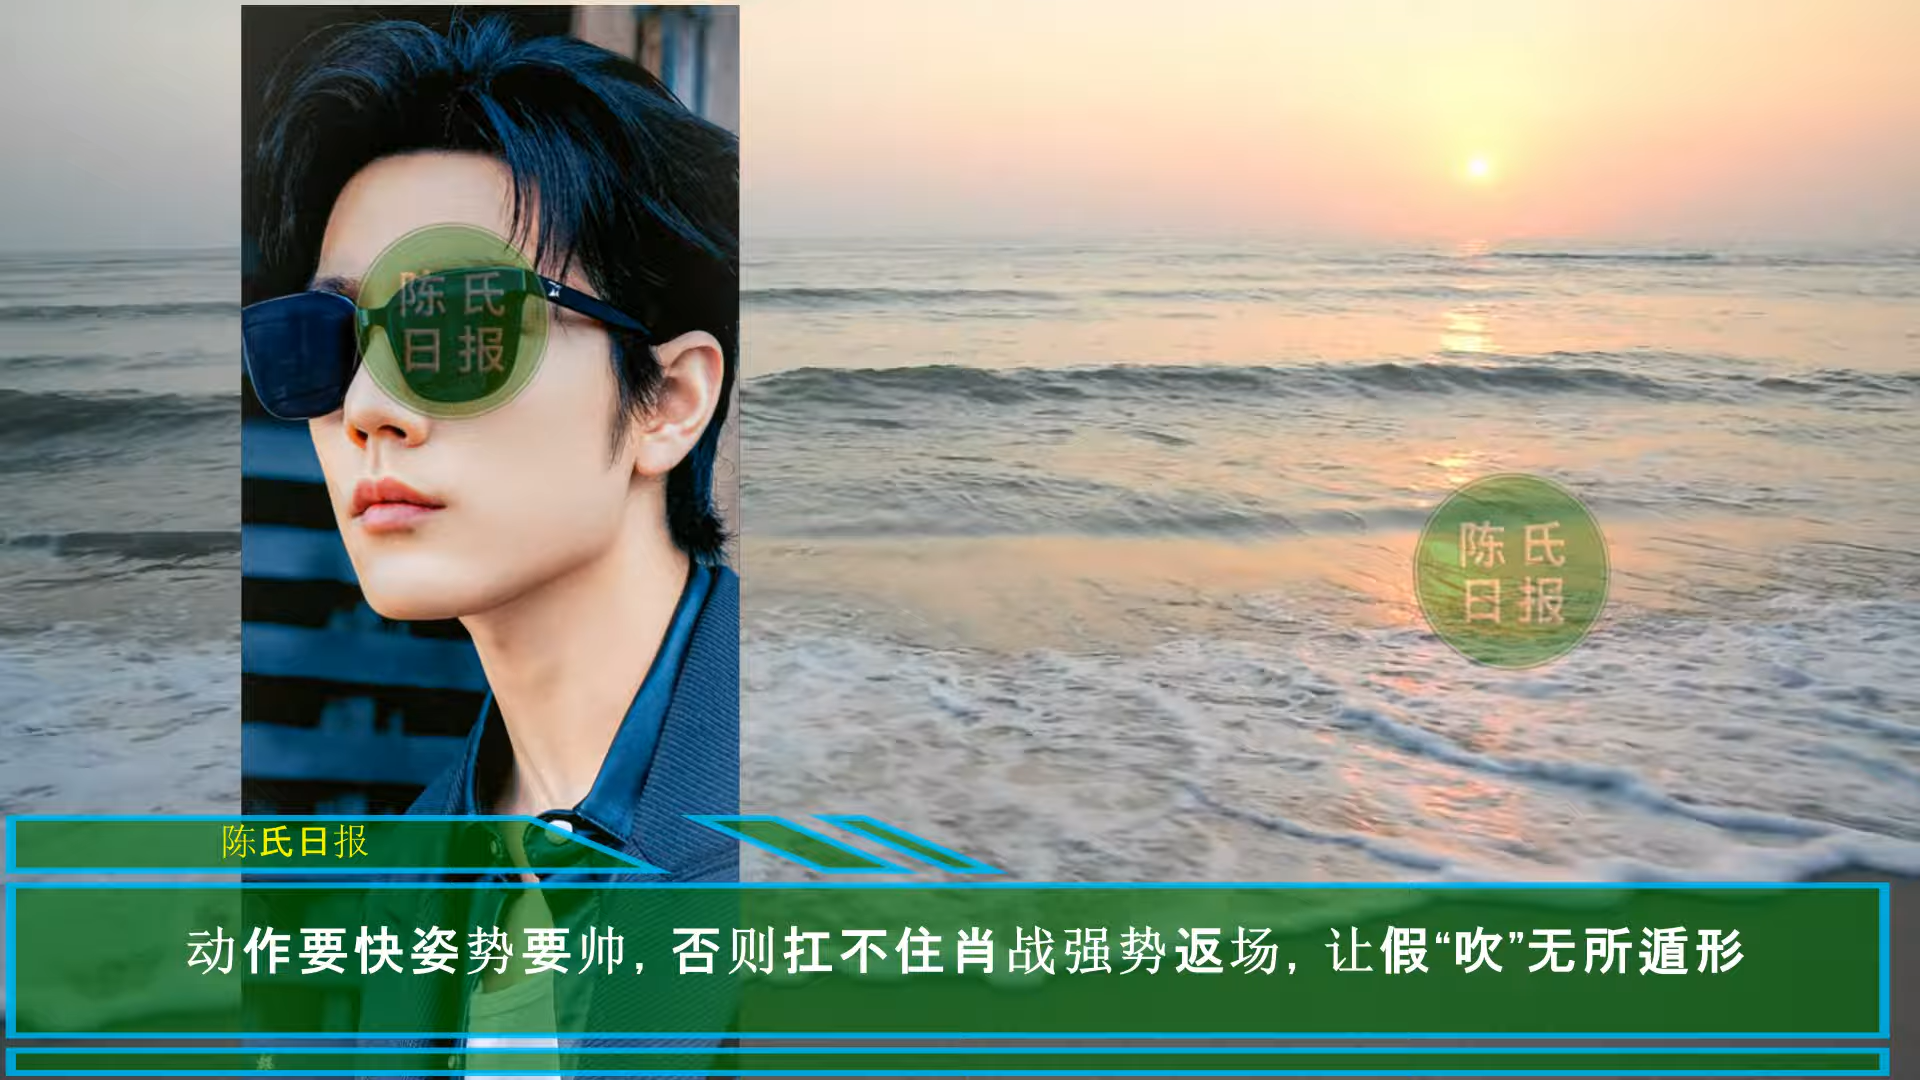 陈氏
日报
陈氏
日报
陈氏日报
动作要快姿势要帅，否则扛不住肖战强势返场，让假“吹”无所遁形